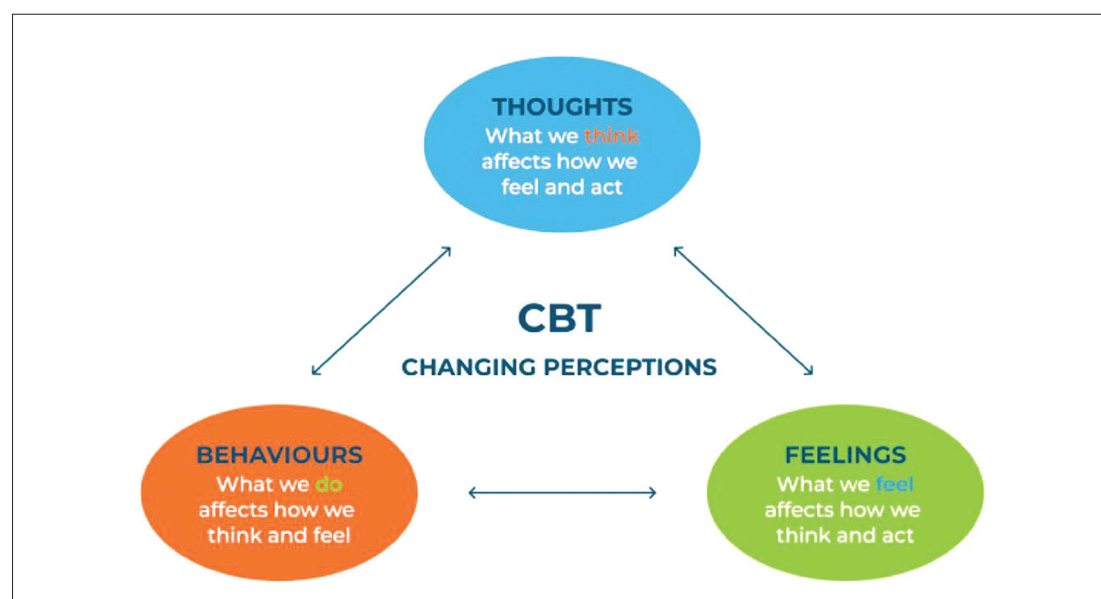 THOUGHTS
What we think
affects how we
feel and act
CBT
CHANGING PERCEPTIONS
BEHAVIOURS
What we do
affects how we
think and feel
FEELINGS
What we feel
affects how we
think and act